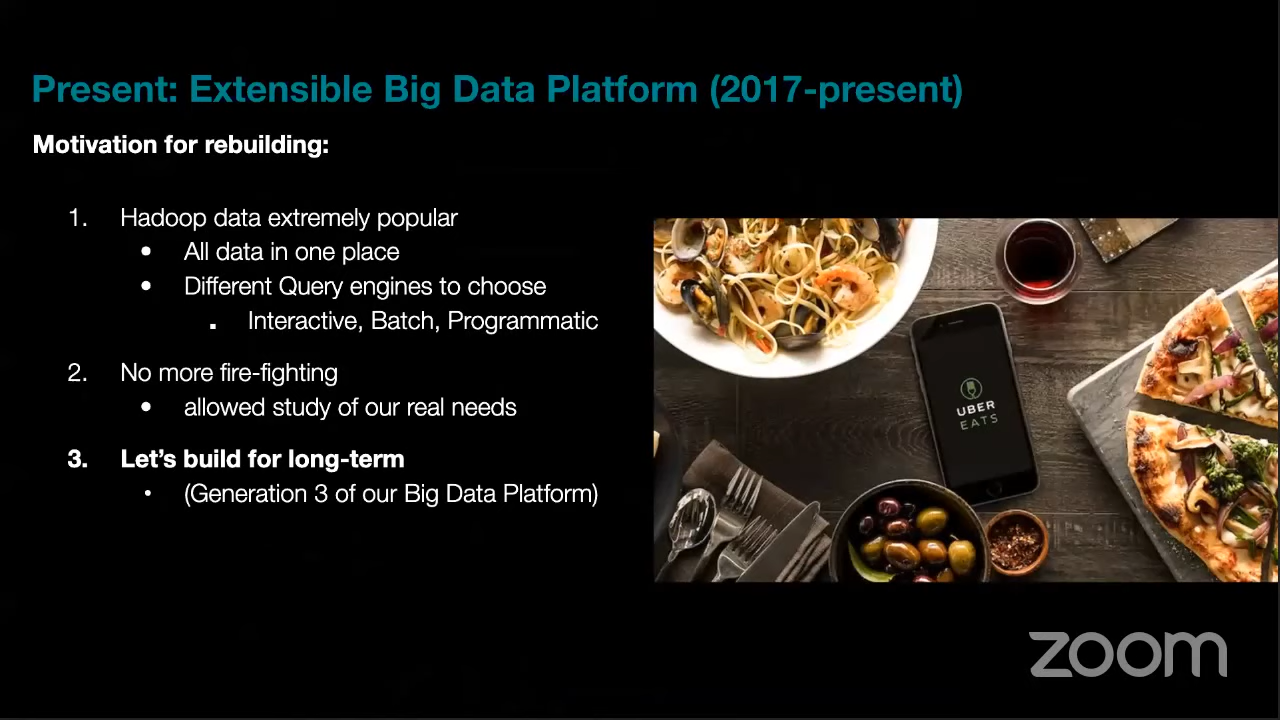 Present: Extensible Big Data Platform (2017-present)
Motivation for rebuilding:
1. Hadoop data extremely popular
• All data in one place
• Different Query engines to choose
▪ Interactive, Batch, Programmatic
2. No more fire-fighting
• allowed study of our real needs
3. Let's build for long-term
• (Generation 3 of our Big Data Platform)
UBER
EATS
zoom